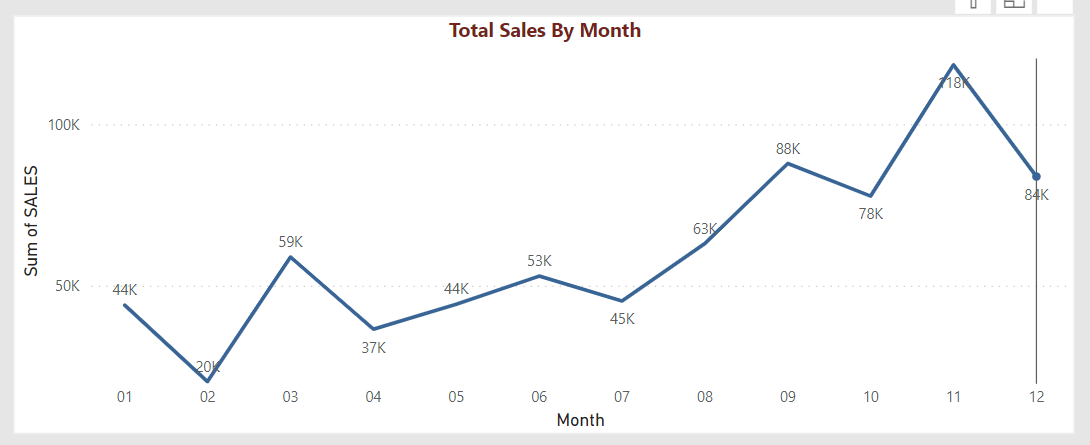 Total Sales By Month
Sum of SALES
100K
50K
44K
20K
59K
37K
44K
53K
45K
63K
88K
78K
118K
84K
01 02 03 04 05 06 07 08 09 10 11 12
Month